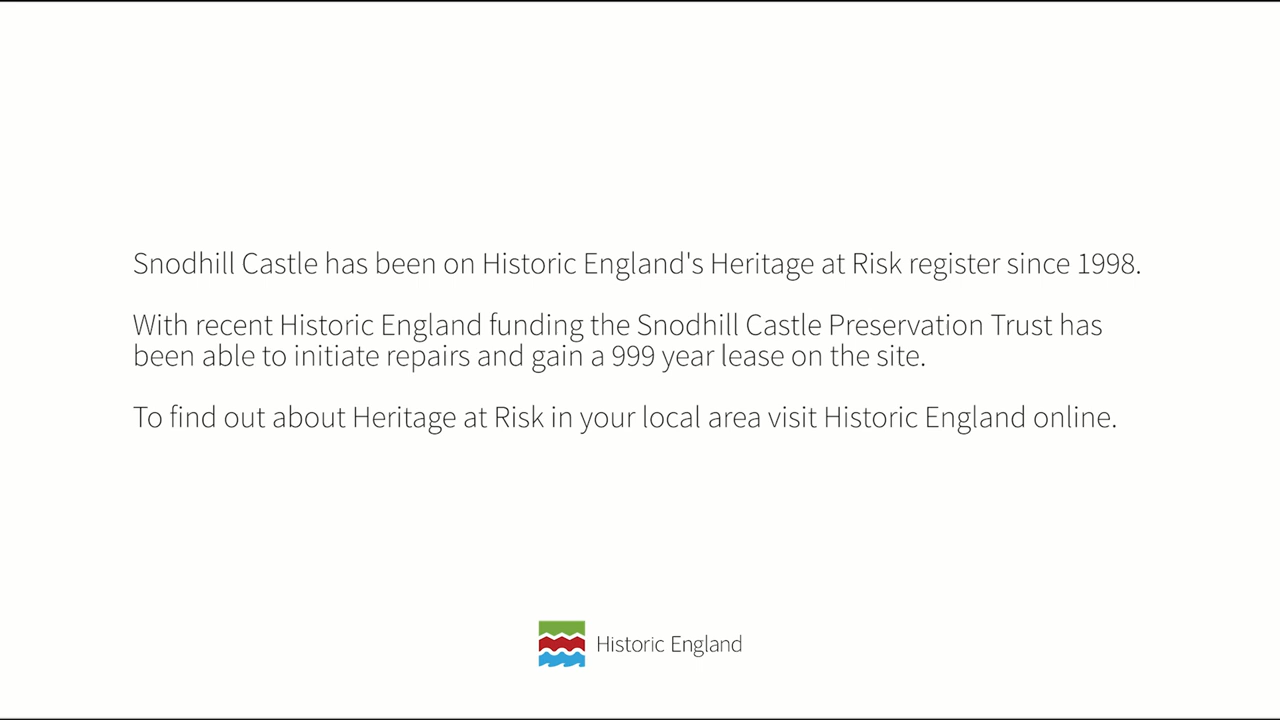 Snodhill Castle has been on Historic England's Heritage at Risk register since 1998.
With recent Historic England funding the Snodhill Castle Preservation Trust has
been able to initiate repairs and gain a 999 year lease on the site.
To find out about Heritage at Risk in your local area visit Historic England online.
Historic England